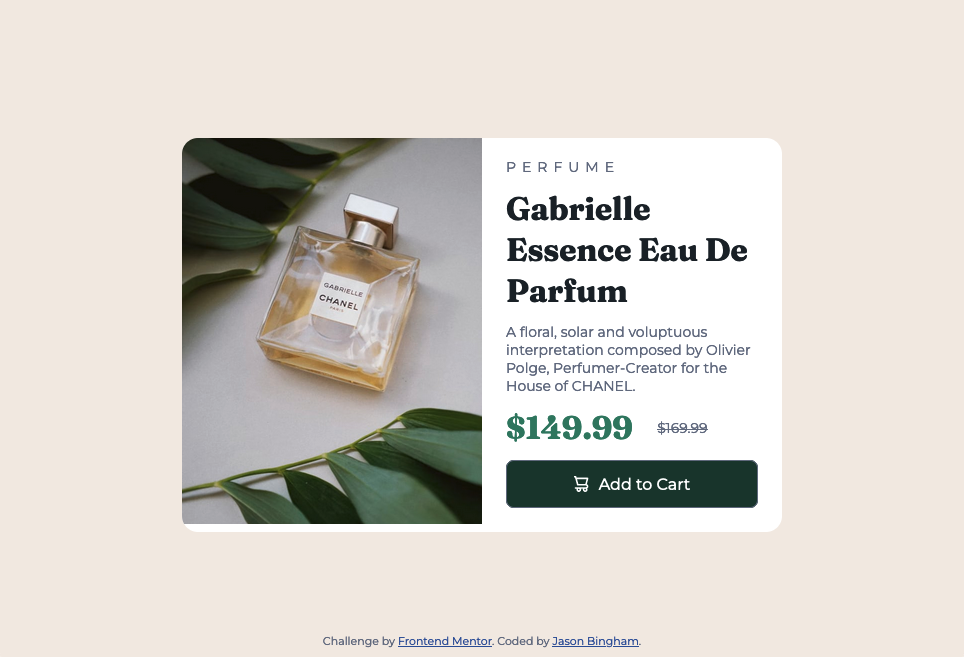 GABRIELLE
CHANEL
PARIS
PERFUME
Gabrielle
Essence Eau De
Parfum
A floral, solar and voluptuous
interpretation composed by Olivier
Polge, Perfumer-Creator for the
House of CHANEL.
$149.99 $169.99
Add to Cart
Challenge by Frontend Mentor. Coded by Jason Bingham.